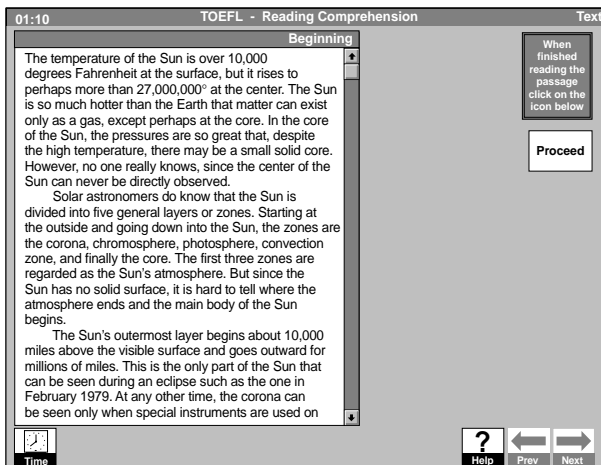 01:10 TOEFL - Reading Comprehension Text
Beginning
The temperature of the Sun is over 10,000
degrees Fahrenheit at the surface, but it rises to
perhaps more than 27,000,000° at the center. The Sun
is so much hotter than the Earth that matter can exist
only as a gas, except perhaps at the core. In the core
of the Sun, the pressures are so great that, despite
the high temperature, there may be a small solid core.
However, no one really knows, since the center of the
Sun can never be directly observed.
Solar astronomers do know that the Sun is
divided into five general layers or zones. Starting at
the outside and going down into the Sun, the zones are
the corona, chromosphere, photosphere, convection
zone, and finally the core. The first three zones are
regarded as the Sun's atmosphere. But since the
Sun has no solid surface, it is hard to tell where the
atmosphere ends and the main body of the Sun
begins.
The Sun's outermost layer begins about 10,000
miles above the visible surface and goes outward for
millions of miles. This is the only part of the Sun that
can be seen during an eclipse such as the one in
February 1979. At any other time, the corona can
be seen only when special instruments are used on
When
finished
reading the
passage
click on the
icon below
Proceed
Time
?
Help Prev Next